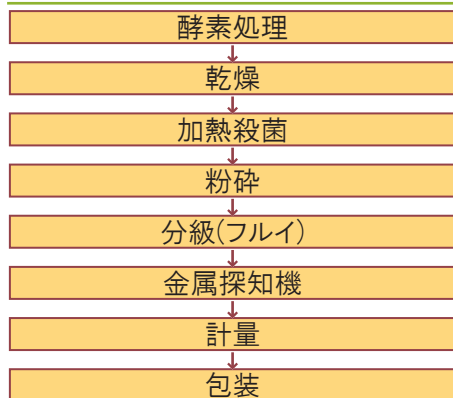 酵素処理
乾燥
加熱殺菌
粉砕
分級(フルイ)
金属探知機
計量
包装